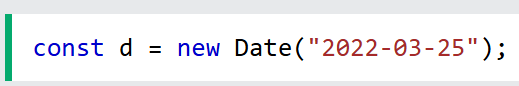 const d = new Date("2022-03-25");